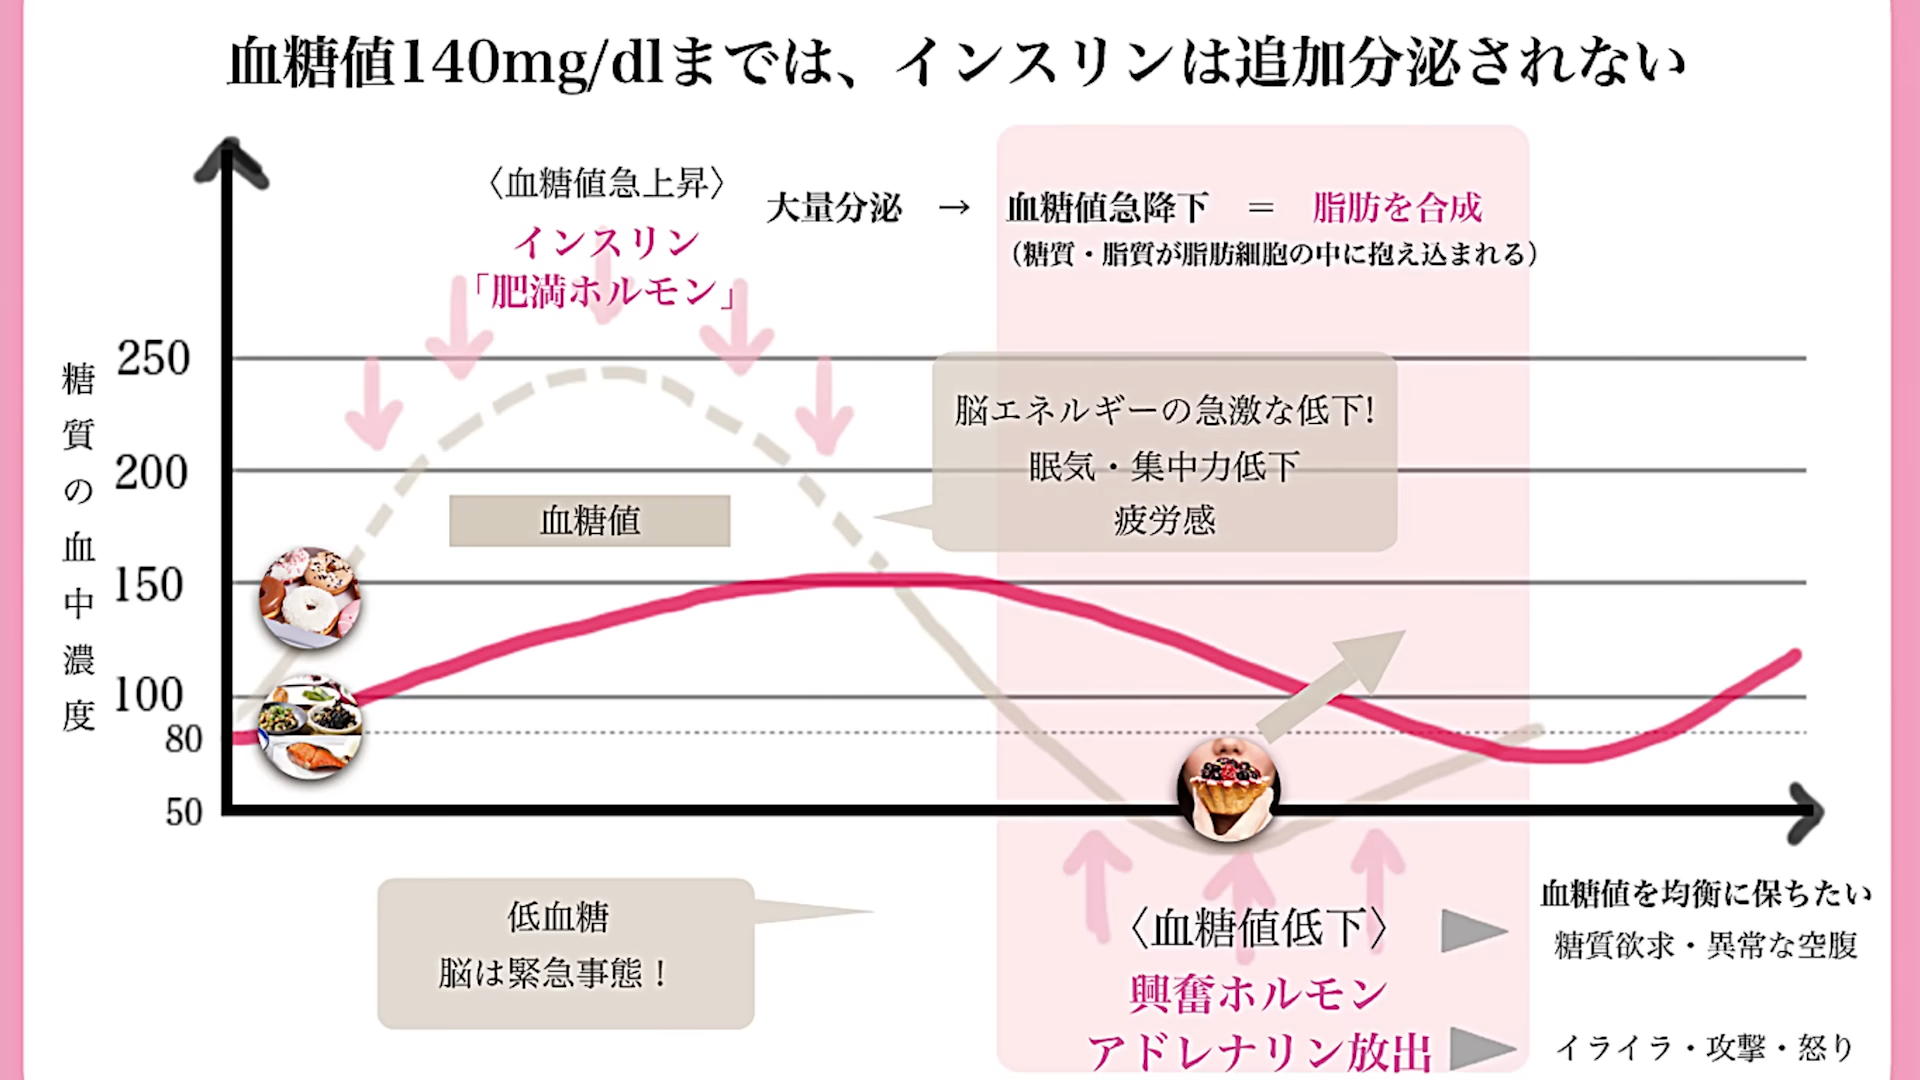 血糖値140mg/dlまでは、インスリンは追加分泌されない
〈血糖値急上昇〉
インスリン
「肥満ホルモン」
大量分泌 → 血糖値急降下 = 脂肪を合成
（糖質・脂質が脂肪細胞の中に抱え込まれる）
糖質の血中濃度
250
200
150
100
80
50
血糖値
脳エネルギーの急激な低下!
眠気・集中力低下
疲労感
低血糖
脳は緊急事態！
〈血糖値低下〉
興奮ホルモン
アドレナリン放出
血糖値を均衡に保ちたい
糖質欲求・異常な空腹
イライラ・攻撃・怒り